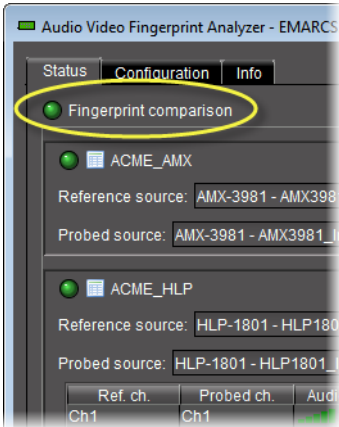 Audio Video Fingerprint Analyzer - EMARCS
Status Configuration Info
Fingerprint comparison
ACME_AMX
Reference source: AMX-3981 - AMX398
Probed source: AMX-3981 - AMX3981_I
ACME_HLP
Reference source: HLP-1801 - HLP180
Probed source: HLP-1801 - HLP1801_I
Ref. ch. Probed ch. Audi
Ch1 Ch1